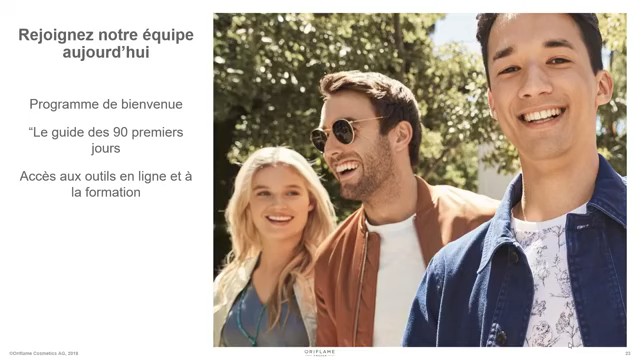 Rejoignez notre équipe
aujourd’hui
Programme de bienvenue
“Le guide des 90 premiers
jours
Accès aux outils en ligne et à
la formation
©Oriflame Cosmetics AG, 2018
ORIFLAME